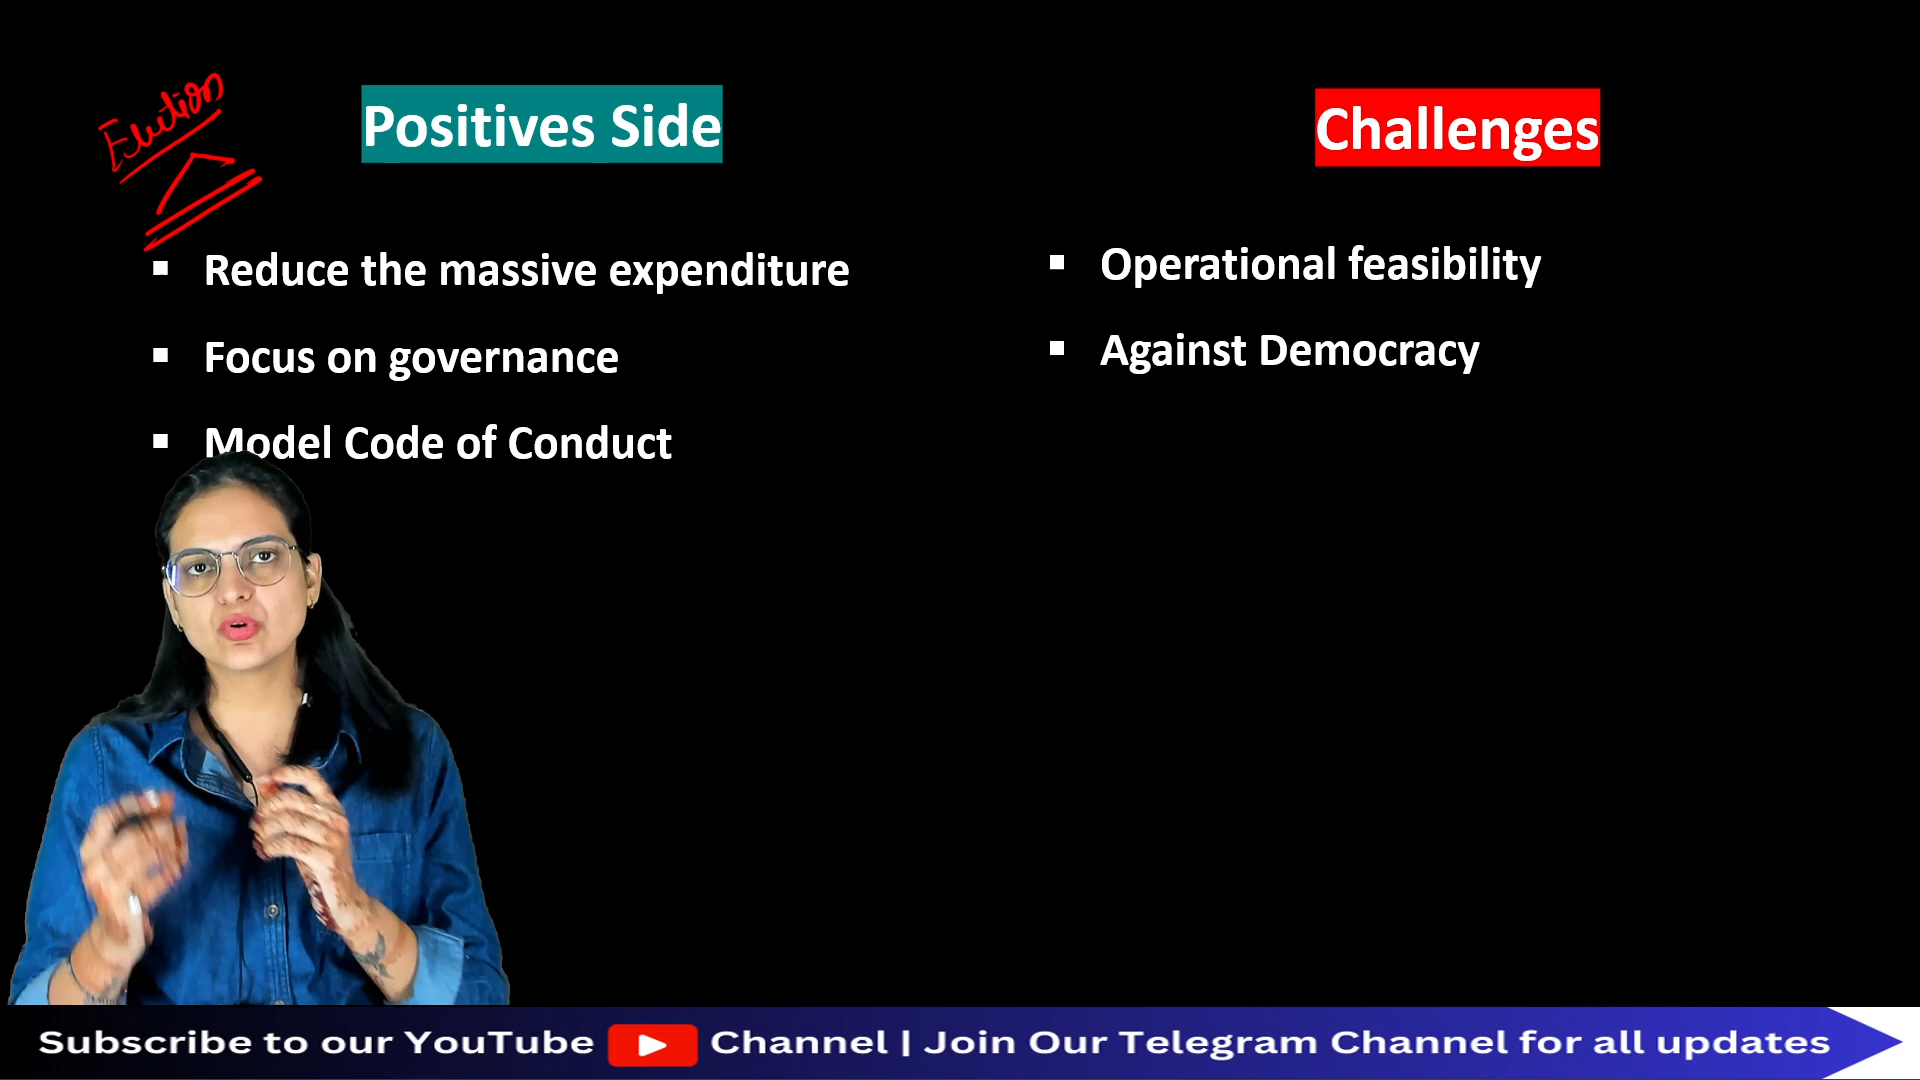 Election
Positives Side
▪ Reduce the massive expenditure
▪ Focus on governance
▪ Model Code of Conduct
Challenges
▪ Operational feasibility
▪ Against Democracy
Subscribe to our YouTube Channel | Join Our Telegram Channel for all updates